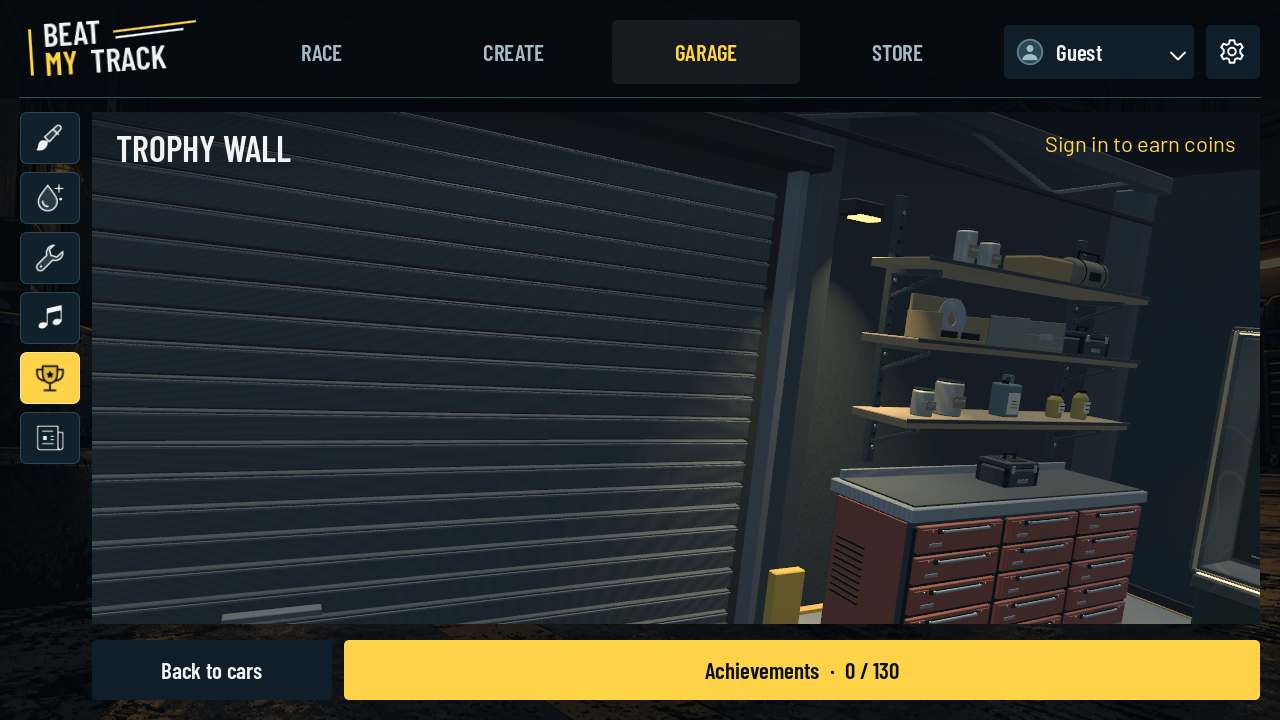 BEAT
MY TRACK
RACE
CREATE
GARAGE
STORE
Guest
TROPHY WALL
Sign in to earn coins
Back to cars
Achievements · 0 / 130